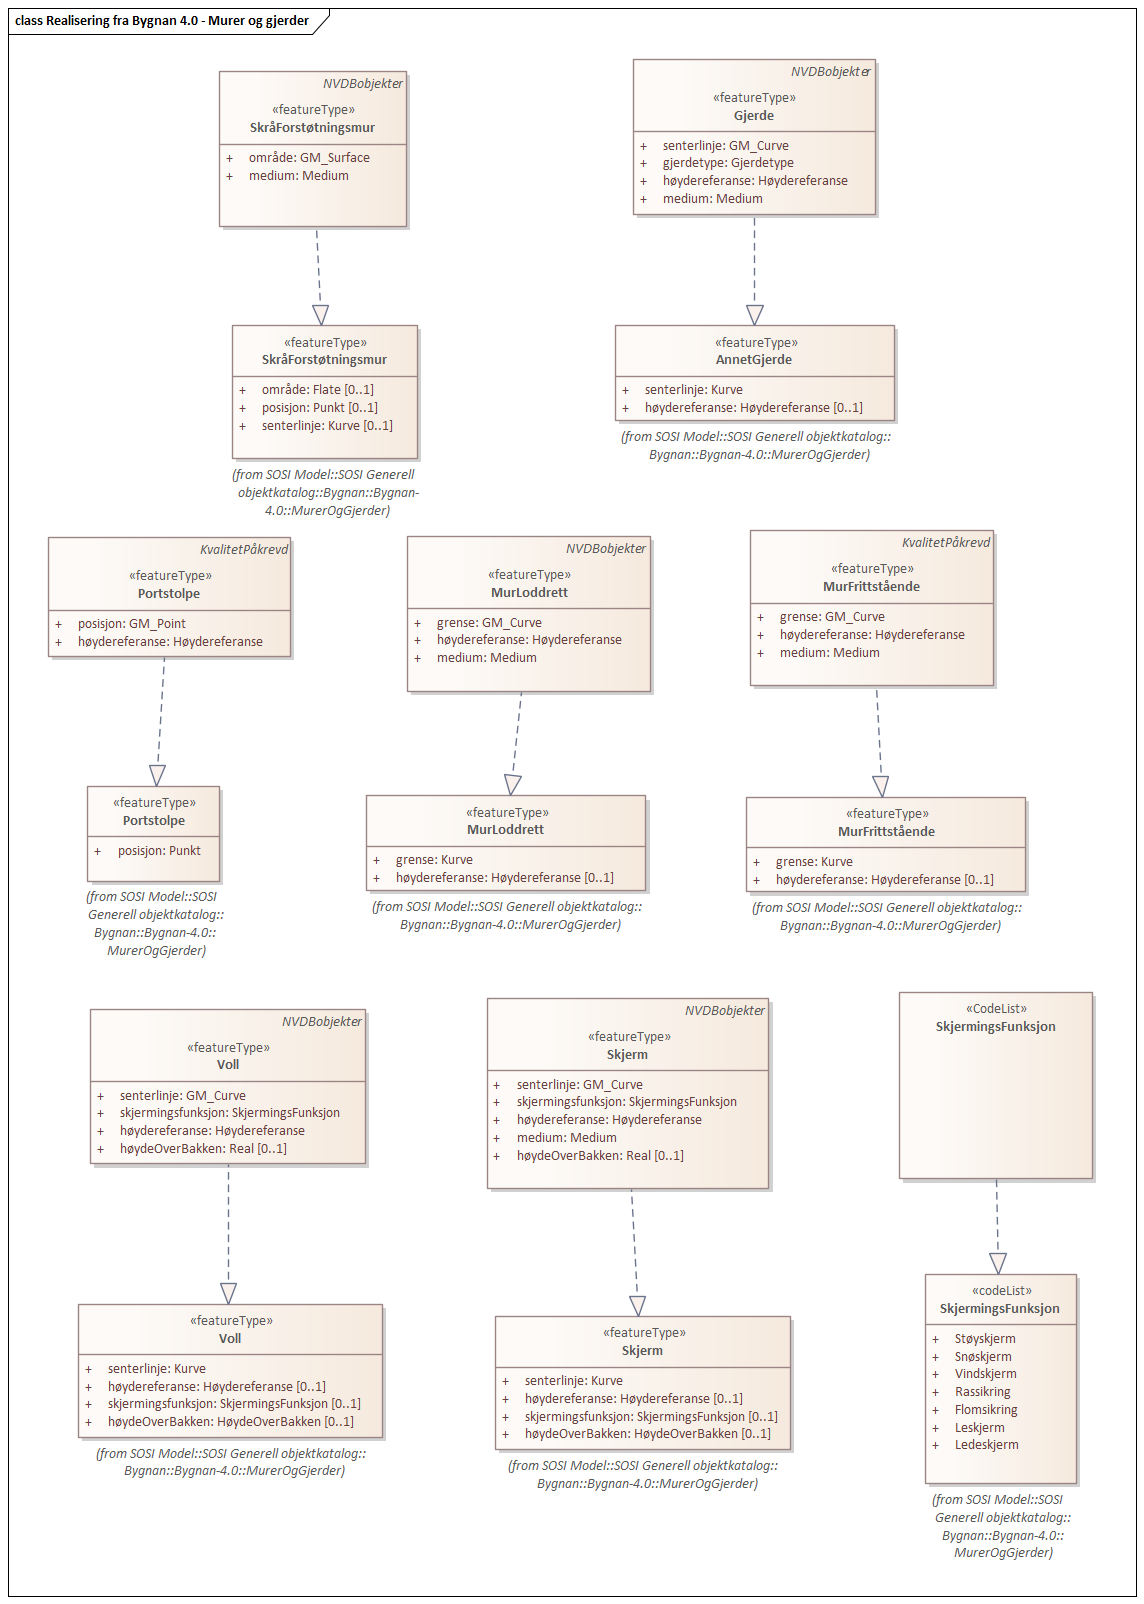 class Realisering fra Bygnan 4.0 - Murer og gjerder
NVDBobjekter
«featureType»
SkråForstøtningsmur
+ område: GM_Surface
+ medium: Medium
NVDBobjekter
«featureType»
Gjerde
+ senterlinje: GM_Curve
+ gjerdetype: Gjerdetype
+ høydereferanse: Høydereferanse
+ medium: Medium
«featureType»
SkråForstøtningsmur
+ område: Flate [0..1]
+ posisjon: Punkt [0..1]
+ senterlinje: Kurve [0..1]
(from SOSI Model::SOSI Generell
objektkatalog::Bygnan::Bygnan-
4.0::MurerOgGjerder)
«featureType»
AnnetGjerde
+ senterlinje: Kurve
+ høydereferanse: Høydereferanse [0..1]
(from SOSI Model::SOSI Generell objektkatalog::
Bygnan::Bygnan-4.0::MurerOgGjerder)
KvalitetPåkrevd
«featureType»
Portstolpe
+ posisjon: GM_Point
+ høydereferanse: Høydereferanse
NVDBobjekter
«featureType»
MurLoddrett
+ grense: GM_Curve
+ høydereferanse: Høydereferanse
+ medium: Medium
KvalitetPåkrevd
«featureType»
MurFrittstående
+ grense: GM_Curve
+ høydereferanse: Høydereferanse
+ medium: Medium
«featureType»
Portstolpe
+ posisjon: Punkt
(from SOSI Model::SOSI
Generell objektkatalog::
Bygnan::Bygnan-4.0::
MurerOgGjerder)
«featureType»
MurLoddrett
+ grense: Kurve
+ høydereferanse: Høydereferanse [0..1]
(from SOSI Model::SOSI Generell objektkatalog::
Bygnan::Bygnan-4.0::MurerOgGjerder)
«featureType»
MurFrittstående
+ grense: Kurve
+ høydereferanse: Høydereferanse [0..1]
(from SOSI Model::SOSI Generell objektkatalog::
Bygnan::Bygnan-4.0::MurerOgGjerder)
NVDBobjekter
«featureType»
Voll
+ senterlinje: GM_Curve
+ skjermingsfunksjon: SkjermingsFunksjon
+ høydereferanse: Høydereferanse
+ høydeOverBakken: Real [0..1]
NVDBobjekter
«featureType»
Skjerm
+ senterlinje: GM_Curve
+ skjermingsfunksjon: SkjermingsFunksjon
+ høydereferanse: Høydereferanse
+ medium: Medium
+ høydeOverBakken: Real [0..1]
«CodeList»
SkjermingsFunksjon
«featureType»
Voll
+ senterlinje: Kurve
+ høydereferanse: Høydereferanse [0..1]
+ skjermingsfunksjon: SkjermingsFunksjon [0..1]
+ høydeOverBakken: HøydeOverBakken [0..1]
(from SOSI Model::SOSI Generell objektkatalog::
Bygnan::Bygnan-4.0::MurerOgGjerder)
«featureType»
Skjerm
+ senterlinje: Kurve
+ høydereferanse: Høydereferanse [0..1]
+ skjermingsfunksjon: SkjermingsFunksjon [0..1]
+ høydeOverBakken: HøydeOverBakken [0..1]
(from SOSI Model::SOSI Generell objektkatalog::
Bygnan::Bygnan-4.0::MurerOgGjerder)
«codeList»
SkjermingsFunksjon
+ Støyskjerm
+ Snøskjerm
+ Vindskjerm
+ Rassikring
+ Flomsikring
+ Leskjerm
+ Ledeskjerm
(from SOSI Model::SOSI
Generell objektkatalog::
Bygnan::Bygnan-4.0::
MurerOgGjerder)